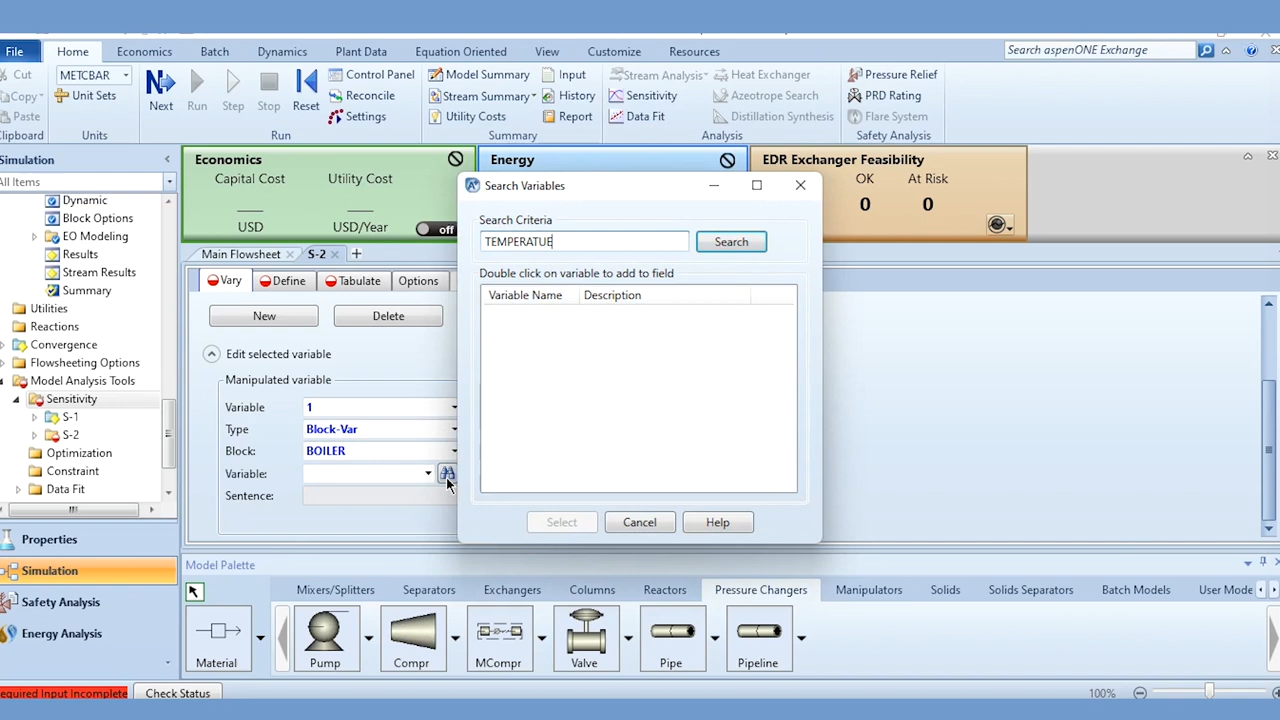 File Home Economics Batch Dynamics Plant Data Equation Oriented View Customize Resources Search aspenONE Exchange
Cut METCBAR Next Run Step Stop Reset Control Panel Model Summary Input Stream Analysis Heat Exchanger Pressure Relief
Copy Unit Sets Reconcile Stream Summary History Sensitivity Azeotrope Search PRD Rating
Paste Settings Utility Costs Report Data Fit Distillation Synthesis Flare System
Clipboard Units Run Summary Analysis Safety Analysis
Simulation
All Items
Dynamic
Block Options
EO Modeling
Results
Stream Results
Summary
Utilities
Reactions
Convergence
Flowsheeting Options
Model Analysis Tools
Sensitivity
S-1
S-2
Optimization
Constraint
Data Fit
Properties
Simulation
Safety Analysis
Energy Analysis
Economics Energy EDR Exchanger Feasibility
Capital Cost Utility Cost OK At Risk
USD USD/Year off 0 0
Main Flowsheet S-2 +
Vary Define Tabulate Options
New Delete
Edit selected variable
Manipulated variable
Variable 1
Type Block-Var
Block: BOILER
Variable:
Sentence:
Search Variables
Search Criteria
TEMPERATUE Search
Double click on variable to add to field
Variable Name Description
Select Cancel Help
Model Palette
Mixers/Splitters Separators Exchangers Columns Reactors Pressure Changers Manipulators Solids Solids Separators Batch Models User Mode
Material Pump Compr MCompr Valve Pipe Pipeline
equired Input Incomplete Check Status 100%